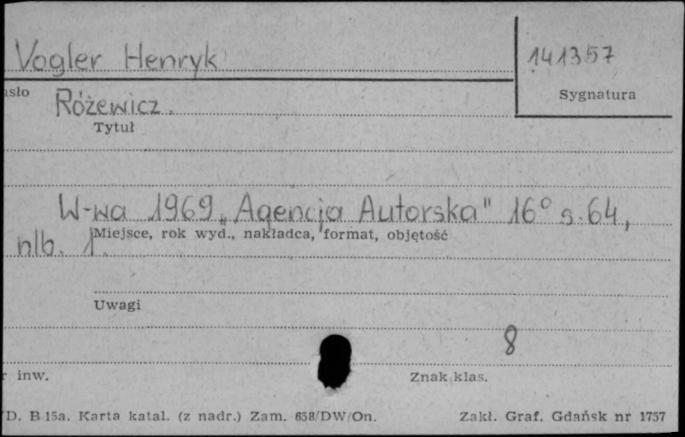 Vogler Henryk
141357
Sygnatura
Różewicz.
Tytuł
W-wa 1969 „Agencja Autorska" 16° s. 64,
Miejsce, rok wyd., nakładca, format, objętość
nlb. 1.
Uwagi
8
inw.
Znak klas.
D. B-15a. Karta katal. (z nadr.) Zam. 658/DW/On.
Zakł. Graf. Gdańsk nr 1757